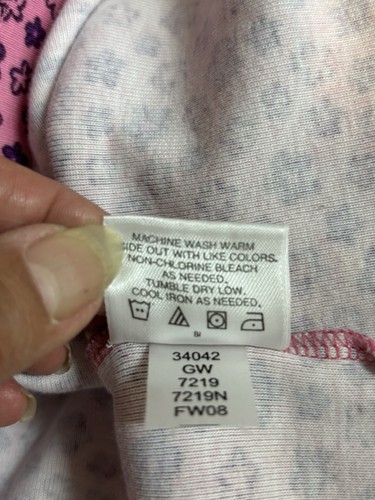 MACHINE WASH WARM
SIDE OUT WITH LIKE COLORS.
NON-CHLORINE BLEACH
AS NEEDED.
TUMBLE DRY LOW.
COOL IRON AS NEEDED.
34042
GW
7219
7219N
FW08